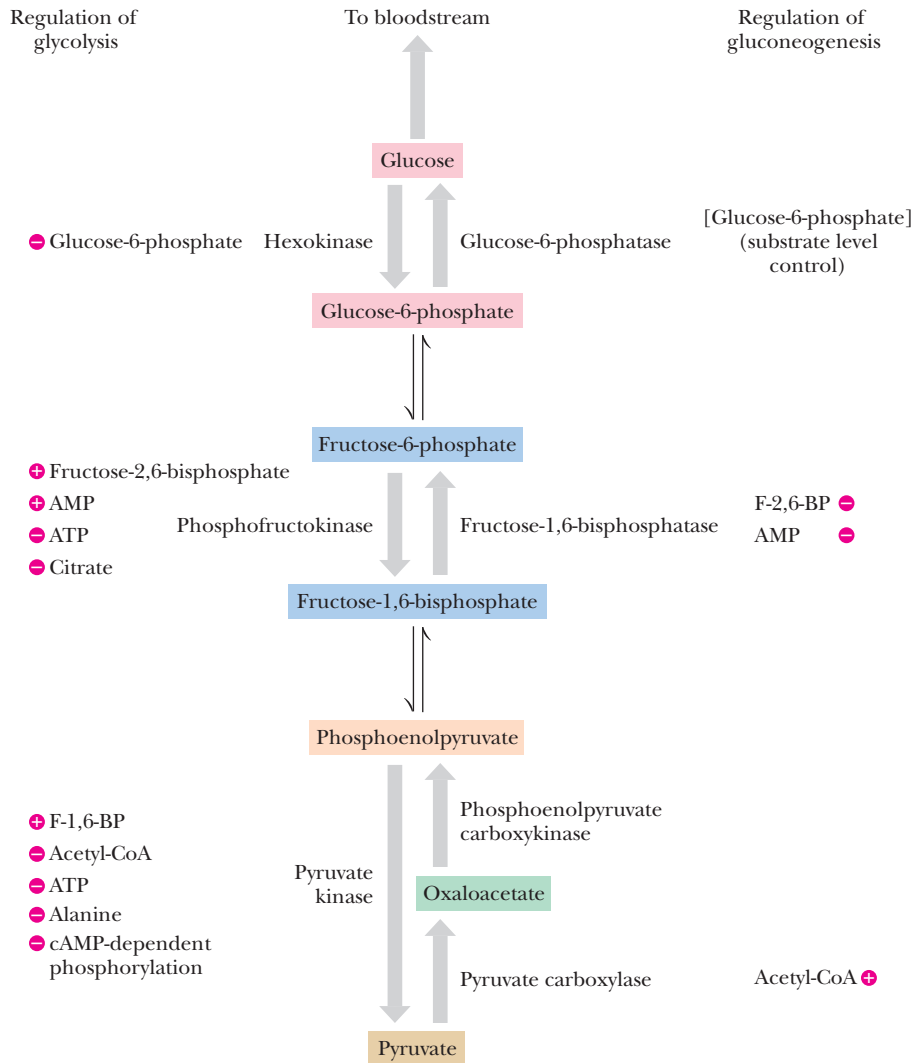 Regulation of
glycolysis
To bloodstream
Regulation of
gluconeogenesis
Glucose
− Glucose-6-phosphate
Hexokinase
Glucose-6-phosphatase
[Glucose-6-phosphate]
(substrate level
control)
Glucose-6-phosphate
Fructose-6-phosphate
+ Fructose-2,6-bisphosphate
+ AMP
− ATP
− Citrate
Phosphofructokinase
Fructose-1,6-bisphosphatase
F-2,6-BP −
AMP −
Fructose-1,6-bisphosphate
Phosphoenolpyruvate
+ F-1,6-BP
− Acetyl-CoA
− ATP
− Alanine
− cAMP-dependent
phosphorylation
Pyruvate
kinase
Phosphoenolpyruvate
carboxykinase
Oxaloacetate
Pyruvate carboxylase
Acetyl-CoA +
Pyruvate